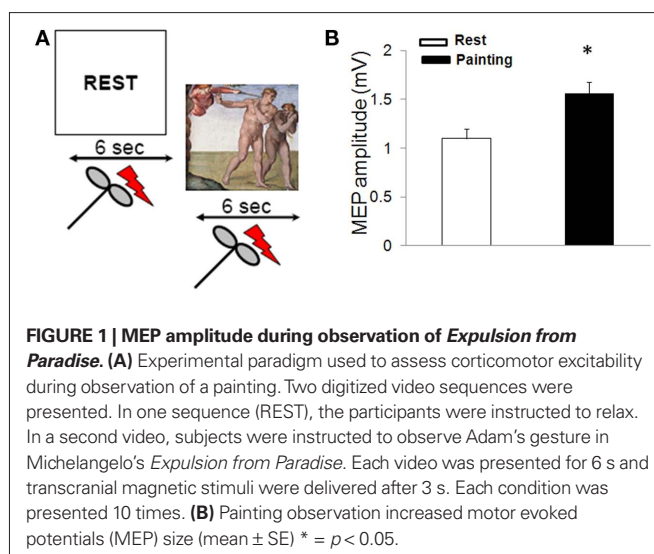 A
REST
6 sec
6 sec
B
Rest
Painting
*
MEP amplitude (mV)
2
1.5
1
0.5
0
FIGURE 1 | MEP amplitude during observation of Expulsion from
Paradise. (A) Experimental paradigm used to assess corticomotor excitability
during observation of a painting. Two digitized video sequences were
presented. In one sequence (REST), the participants were instructed to relax.
In a second video, subjects were instructed to observe Adam's gesture in
Michelangelo's Expulsion from Paradise. Each video was presented for 6 s and
transcranial magnetic stimuli were delivered after 3 s. Each condition was
presented 10 times. (B) Painting observation increased motor evoked
potentials (MEP) size (mean ± SE) * = p < 0.05.